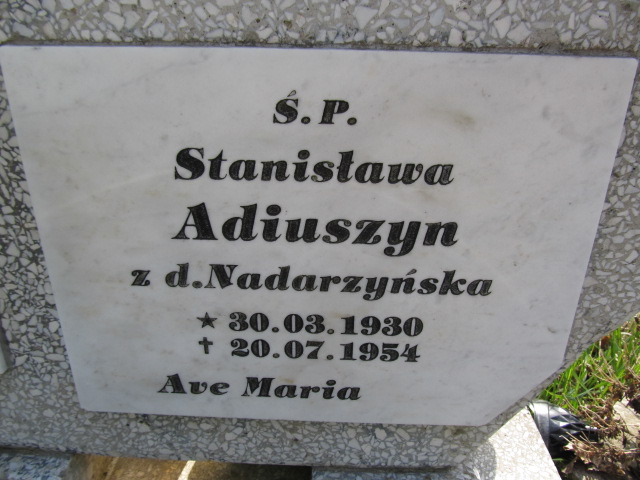 Ś.P.
Stanisława
Adiuszyn
z d.Nadarzyńska
★ 30.03.1930
✝ 20.07.1954
Ave Maria